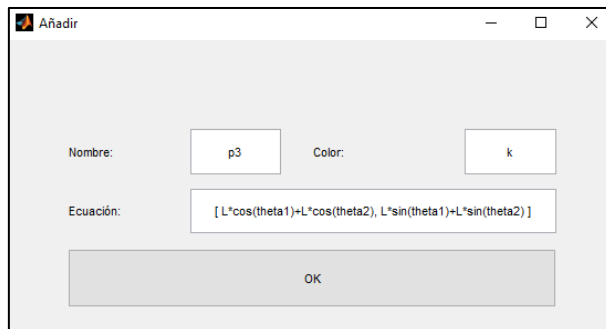 Añadir
Nombre: p3 Color: k
Ecuación: [ L*cos(theta1)+L*cos(theta2), L*sin(theta1)+L*sin(theta2) ]
OK